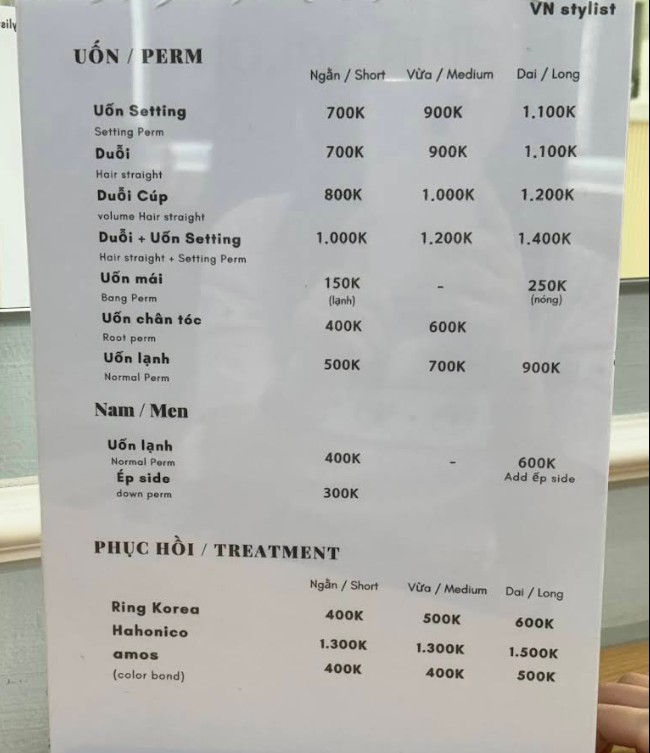 VN stylist
UỐN / PERM
Ngắn / Short Vừa / Medium Dai / Long
Uốn Setting 700K 900K 1.100K
Setting Perm
Duỗi 700K 900K 1.100K
Hair straight
Duỗi Cúp 800K 1.000K 1.200K
volume Hair straight
Duỗi + Uốn Setting 1.000K 1.200K 1.400K
Hair straight + Setting Perm
Uốn mái 150K - 250K
Bang Perm (lạnh) (nóng)
Uốn chân tóc 400K 600K
Root perm
Uốn lạnh 500K 700K 900K
Normal Perm
Nam / Men
Uốn lạnh 400K - 600K
Normal Perm Add ếp side
Ép side 300K
down perm
PHỤC HỒI / TREATMENT
Ngắn / Short Vừa / Medium Dai / Long
Ring Korea 400K 500K 600K
Hahonico 1.300K 1.300K 1.500K
amos 400K 400K 500K
(color bond)